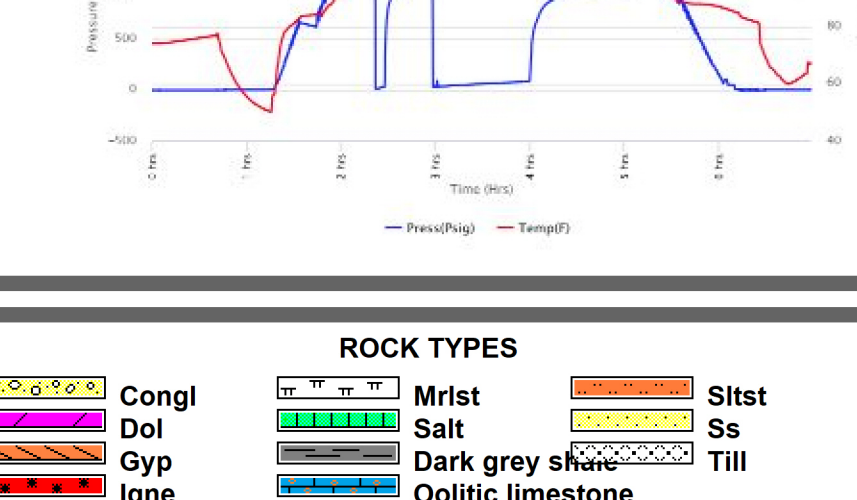 Pressure
500
0
-500
80
60
40
0 hrs
1 hrs
2 hrs
3 hrs
4 hrs
5 hrs
6 hrs
Time (Hrs)
Press(Psig) Temp(F)
ROCK TYPES
Congl Mrlst Sltst
Dol Salt Ss
Gyp Dark grey shale Till
Igne Oolitic limestone